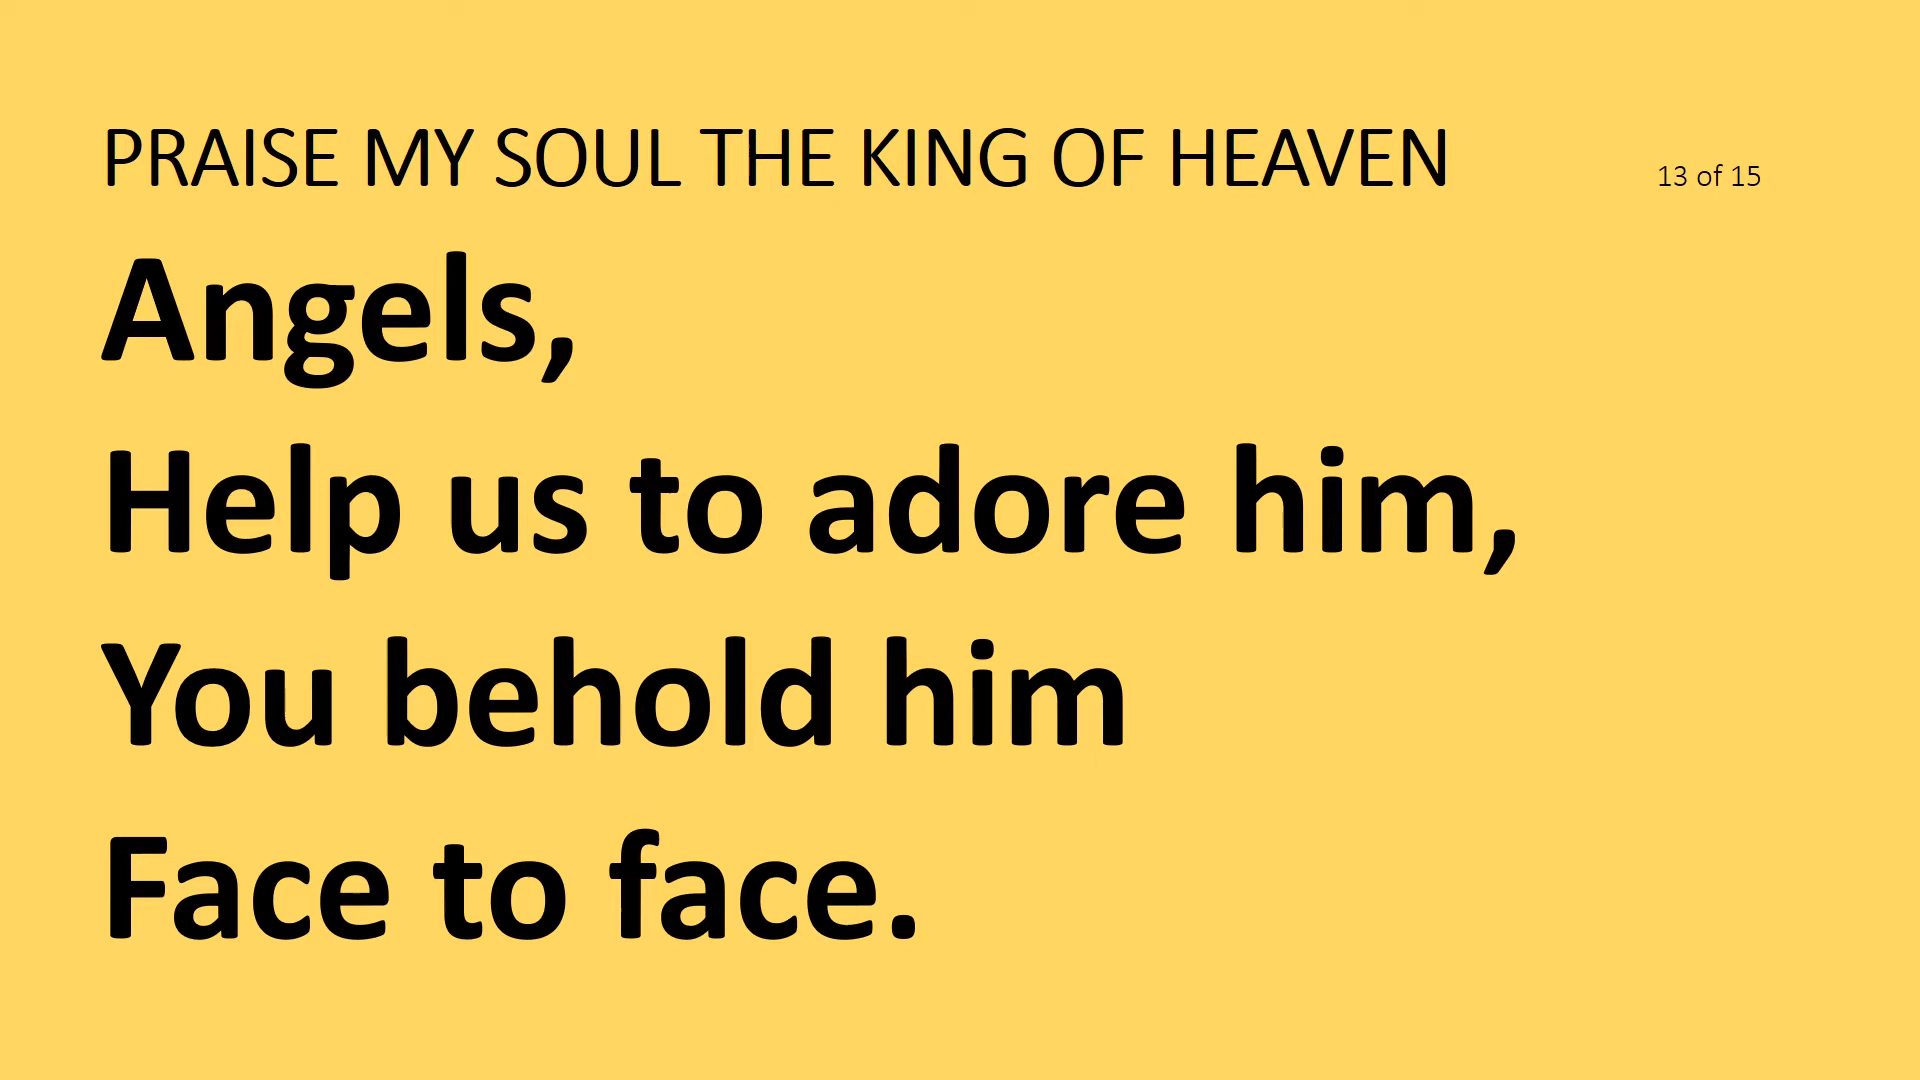 PRAISE MY SOUL THE KING OF HEAVEN 13 of 15
Angels,
Help us to adore him,
You behold him
Face to face.